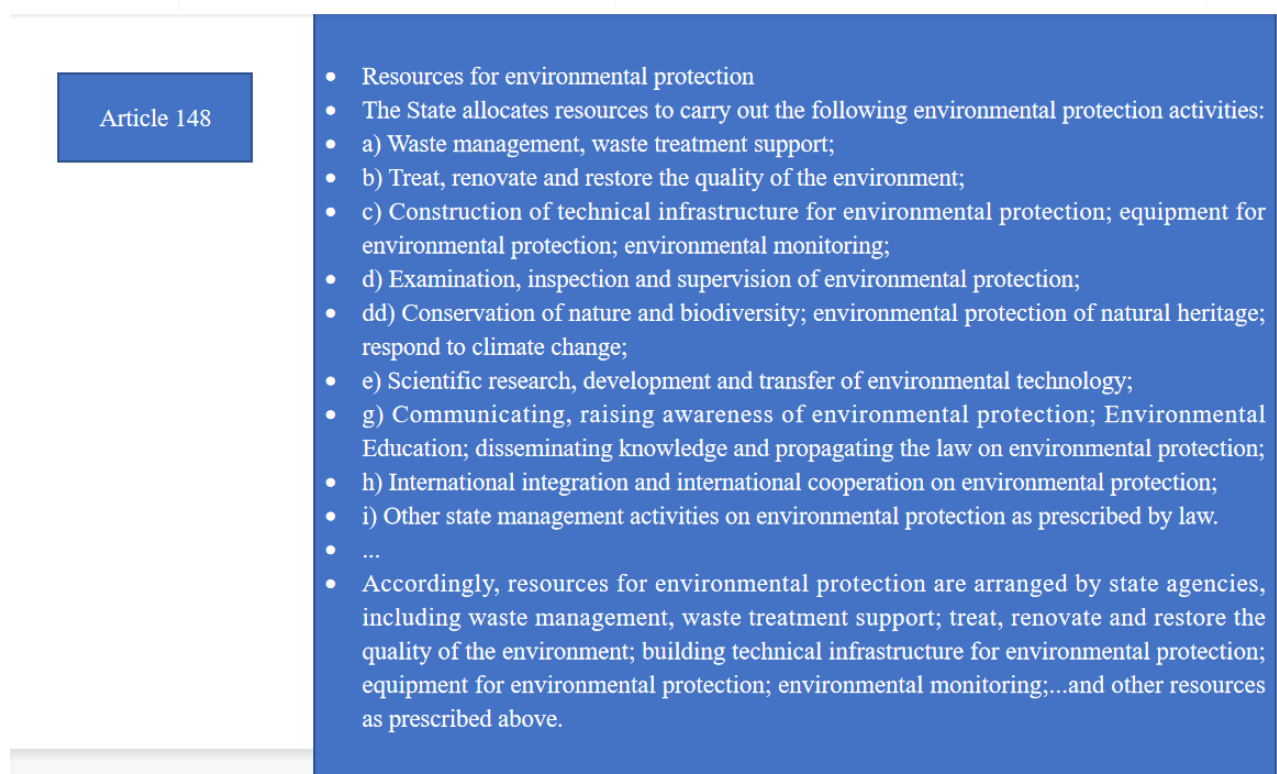 Article 148
• Resources for environmental protection
• The State allocates resources to carry out the following environmental protection activities:
• a) Waste management, waste treatment support;
• b) Treat, renovate and restore the quality of the environment;
• c) Construction of technical infrastructure for environmental protection; equipment for
environmental protection; environmental monitoring;
• d) Examination, inspection and supervision of environmental protection;
• dd) Conservation of nature and biodiversity; environmental protection of natural heritage;
respond to climate change;
• e) Scientific research, development and transfer of environmental technology;
• g) Communicating, raising awareness of environmental protection; Environmental
Education; disseminating knowledge and propagating the law on environmental protection;
• h) International integration and international cooperation on environmental protection;
• i) Other state management activities on environmental protection as prescribed by law.
• ...
• Accordingly, resources for environmental protection are arranged by state agencies,
including waste management, waste treatment support; treat, renovate and restore the
quality of the environment; building technical infrastructure for environmental protection;
equipment for environmental protection; environmental monitoring;...and other resources
as prescribed above.